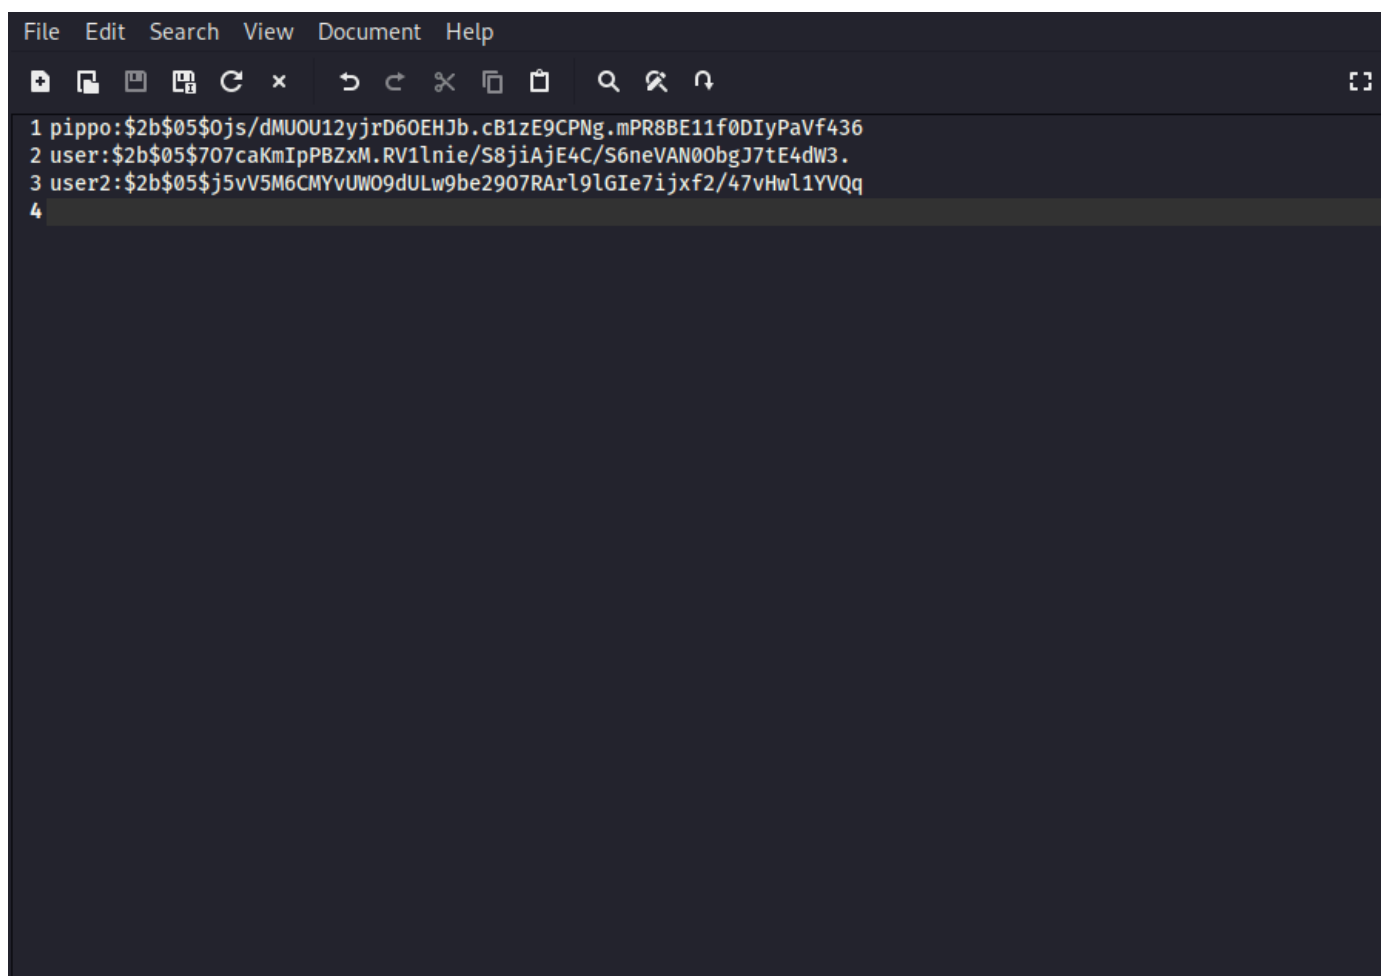 File Edit Search View Document Help
1 pippo:$2b$05$Ojs/dMUOU12yjrD6OEHJb.cB1zE9CPNg.mPR8BE11f0DIyPaVf436
2 user:$2b$05$7O7caKmIpPBZxM.RV1lnie/S8jiAjE4C/S6neVAN0ObgJ7tE4dW3.
3 user2:$2b$05$j5vV5M6CMYvUWO9dULw9be29O7RArl9lGIe7ijxf2/47vHwl1YVQq
4